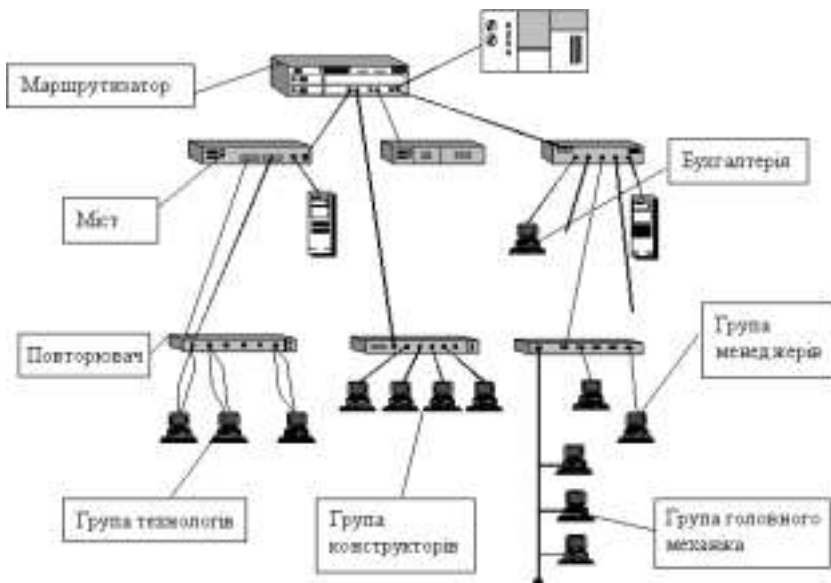 Маршрутизатор
Бухгалтерія
Міст
Повторювач
Група
менеджерів
Група технологів
Група
конструкторів
Група головного
механіка